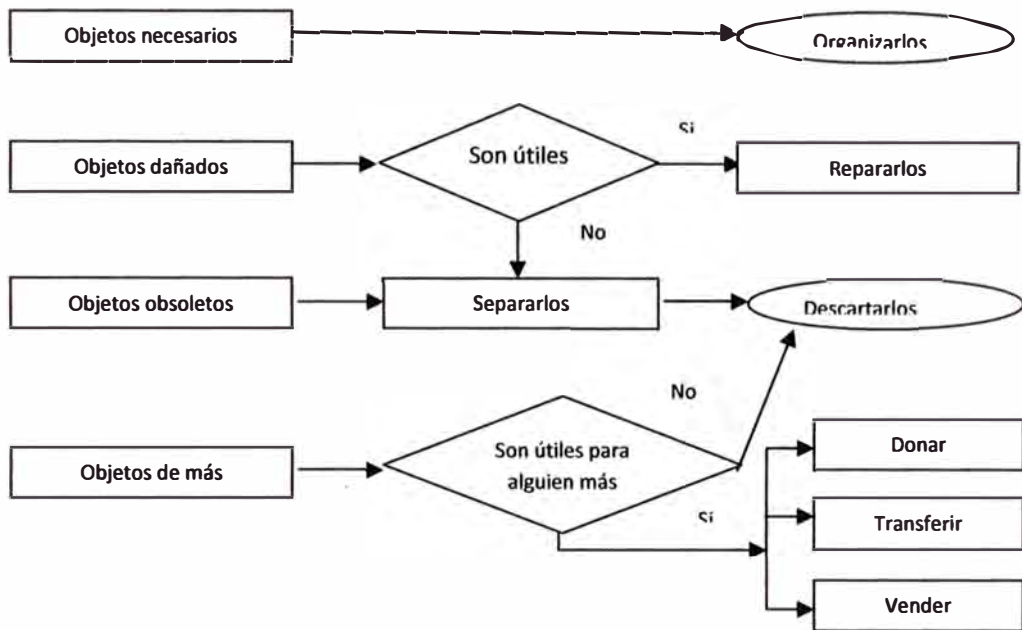 Objetos necesarios
Organizarlos
Objetos dañados
Son útiles
Si
Repararlos
No
Objetos obsoletos
Separarlos
Descartarlos
No
Objetos de más
Son útiles para
alguien más
Si
Donar
Transferir
Vender